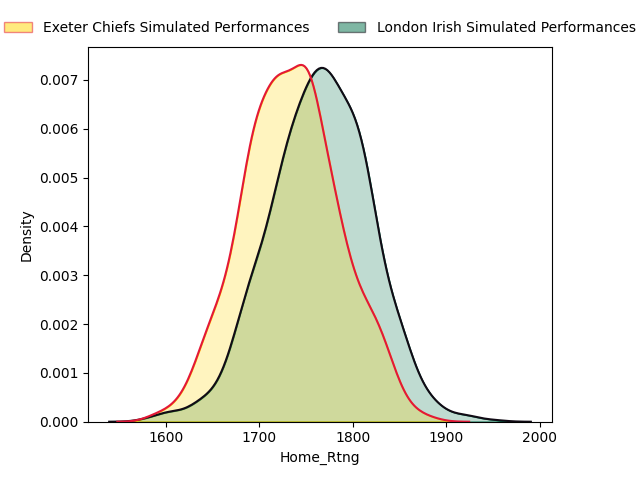 Exeter Chiefs Simulated Performances London Irish Simulated Performances
0.007
0.006
0.005
0.004
0.003
0.002
0.001
0.000
Density
1600 1700 1800 1900 2000
Home_Rtng